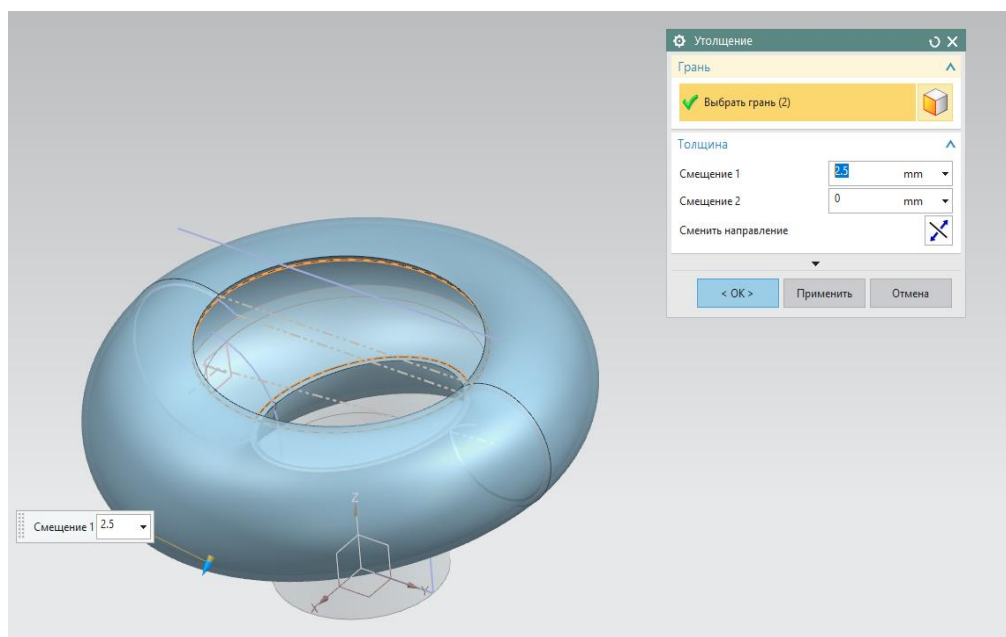 Утолщение
Грань
Выбрать грань (2)
Толщина
Смещение 1 2.5 mm
Смещение 2 0 mm
Сменить направление
< ОК > Применить Отмена
Z
Смещение 1 2.5
X Y